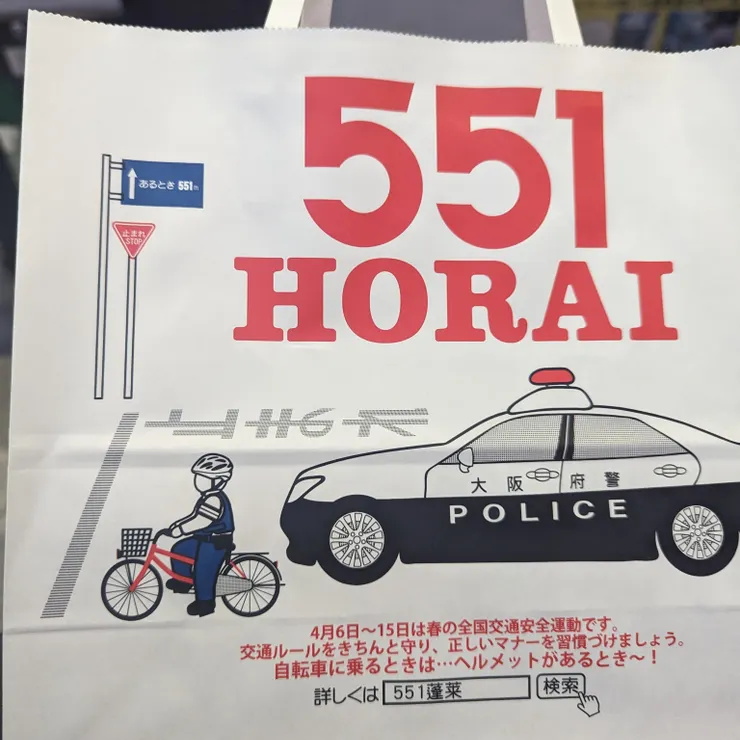 551
HORAI
あるとき 551m
止まれ
STOP
止まれ
大阪府警
POLICE
4月6日～15日は春の全国交通安全運動です。
交通ルールをきちんと守り、正しいマナーを習慣づけましょう。
自転車に乗るときは…ヘルメットがあるとき～！
詳しくは 551蓬莱 検索